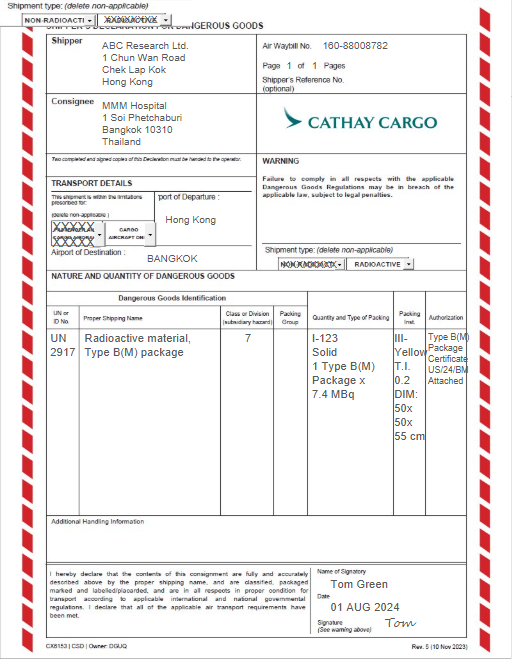 Shipment type: (delete non-applicable)
NON-RADIOACTI RADIOACTIVE
SHIPPER'S DECLARATION FOR DANGEROUS GOODS
Shipper
ABC Research Ltd.
1 Chun Wan Road
Chek Lap Kok
Hong Kong
Air Waybill No. 160-88008782
Page 1 of 1 Pages
Shipper's Reference No.
(optional)
Consignee
MMM Hospital
1 Soi Phetchaburi
Bangkok 10310
Thailand
CATHAY CARGO
Two completed and signed copies of this Declaration must be handed to the operator.
WARNING
Failure to comply in all respects with the applicable
Dangerous Goods Regulations may be in breach of the
applicable law, subject to legal penalties.
TRANSPORT DETAILS
This shipment is within the limitations
prescribed for:
(delete non-applicable )
CARGO
AIRCRAFT ON
port of Departure :
Hong Kong
Airport of Destination :
BANGKOK
Shipment type: (delete non-applicable)
NON-RADIOACTI RADIOACTIVE
NATURE AND QUANTITY OF DANGEROUS GOODS
Dangerous Goods Identification
UN or
ID No.
Proper Shipping Name
Class or Division
(subsidiary hazard)
Packing
Group
Quantity and Type of Packing
Packing
Inst.
Authorization
UN
2917
Radioactive material,
Type B(M) package
7
I-123
Solid
1 Type B(M)
Package x
7.4 MBq
III-
Yellow
T.I.
0.2
DIM:
50x
50x
55 cm
Type B(M)
Package
Certificate
US/24/BM
Attached
Additional Handling Information
I hereby declare that the contents of this consignment are fully and accurately
described above by the proper shipping name, and are classified, packaged
marked and labelled/placarded, and are in all respects in proper condition for
transport according to applicable international and national governmental
regulations. I declare that all of the applicable air transport requirements have
been met.
Name of Signatory
Tom Green
Date
01 AUG 2024
Signature
(See warning above)
Tom
CX6153 | CSD | Owner: DGUQ
Rev. 5 (10 Nov 2023)